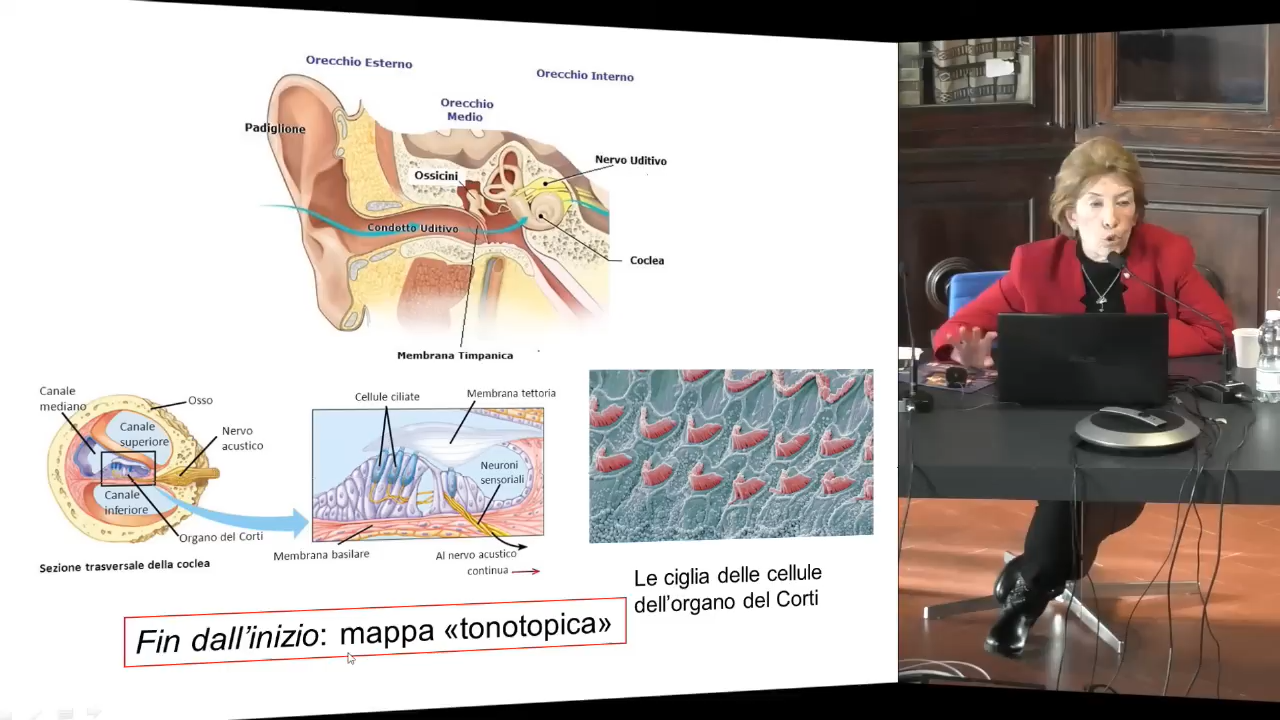 Orecchio Esterno
Orecchio Interno
Orecchio
Medio
Padiglione
Nervo Uditivo
Ossicini
Condotto Uditivo
Coclea
Membrana Timpanica
Canale
mediano
Osso
Canale
superiore
Nervo
acustico
Canale
inferiore
Organo del Corti
Sezione trasversale della coclea
Cellule ciliate
Membrana tettoria
Neuroni
sensoriali
Membrana basilare
Al nervo acustico
continua
Le ciglia delle cellule
dell'organo del Corti
Fin dall'inizio: mappa «tonotopica»